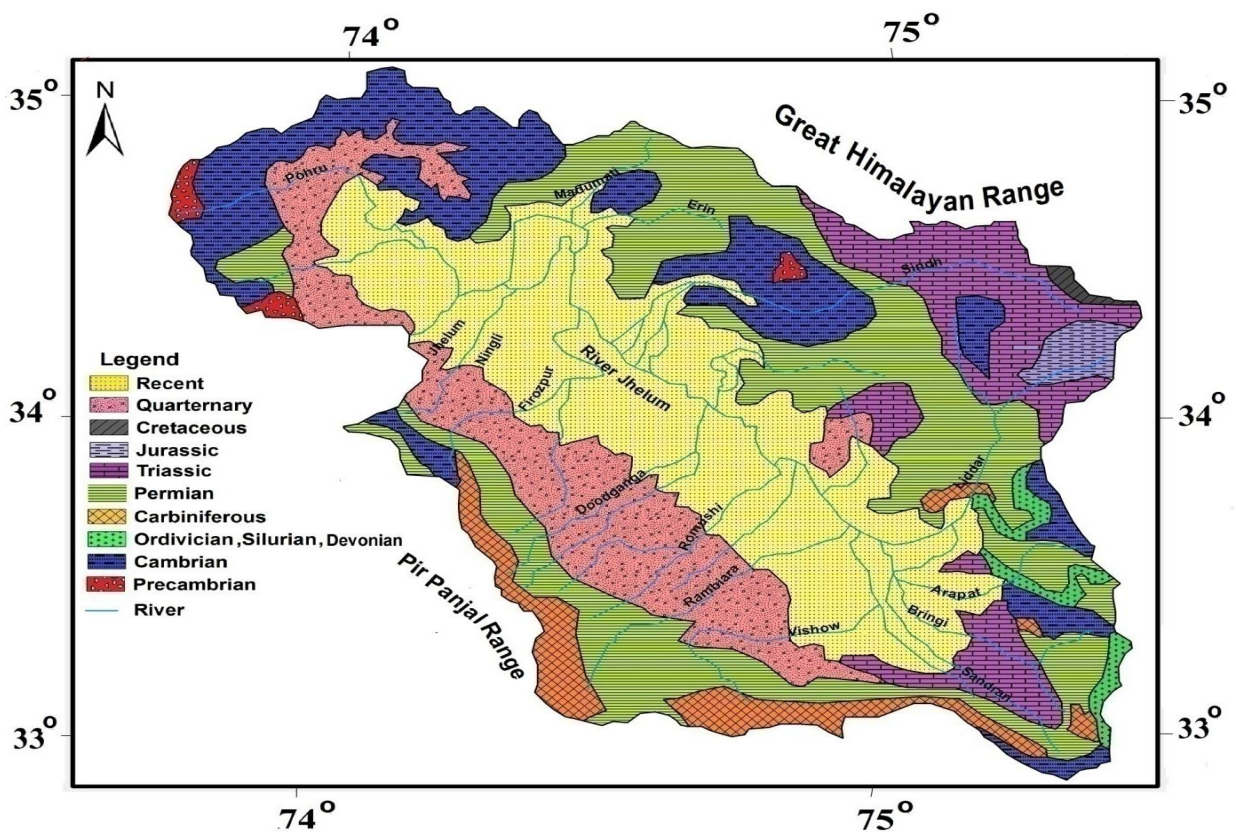 74°
75°
35°
35°
N
Great Himalayan Range
Pohru
Madumati
Erin
Sindh
Jhelum
Ningli
River Jhelum
Firozpur
34°
34°
Legend
Recent
Quarternary
Cretaceous
Jurassic
Triassic
Permian
Carbiniferous
Ordivician,Silurian, Devonian
Cambrian
Precambrian
River
Liddar
Doodganga
Romushi
Rambiara
Arapat
Bringi
Vishow
Sandran
Pir Panjal Range
33°
33°
74°
75°